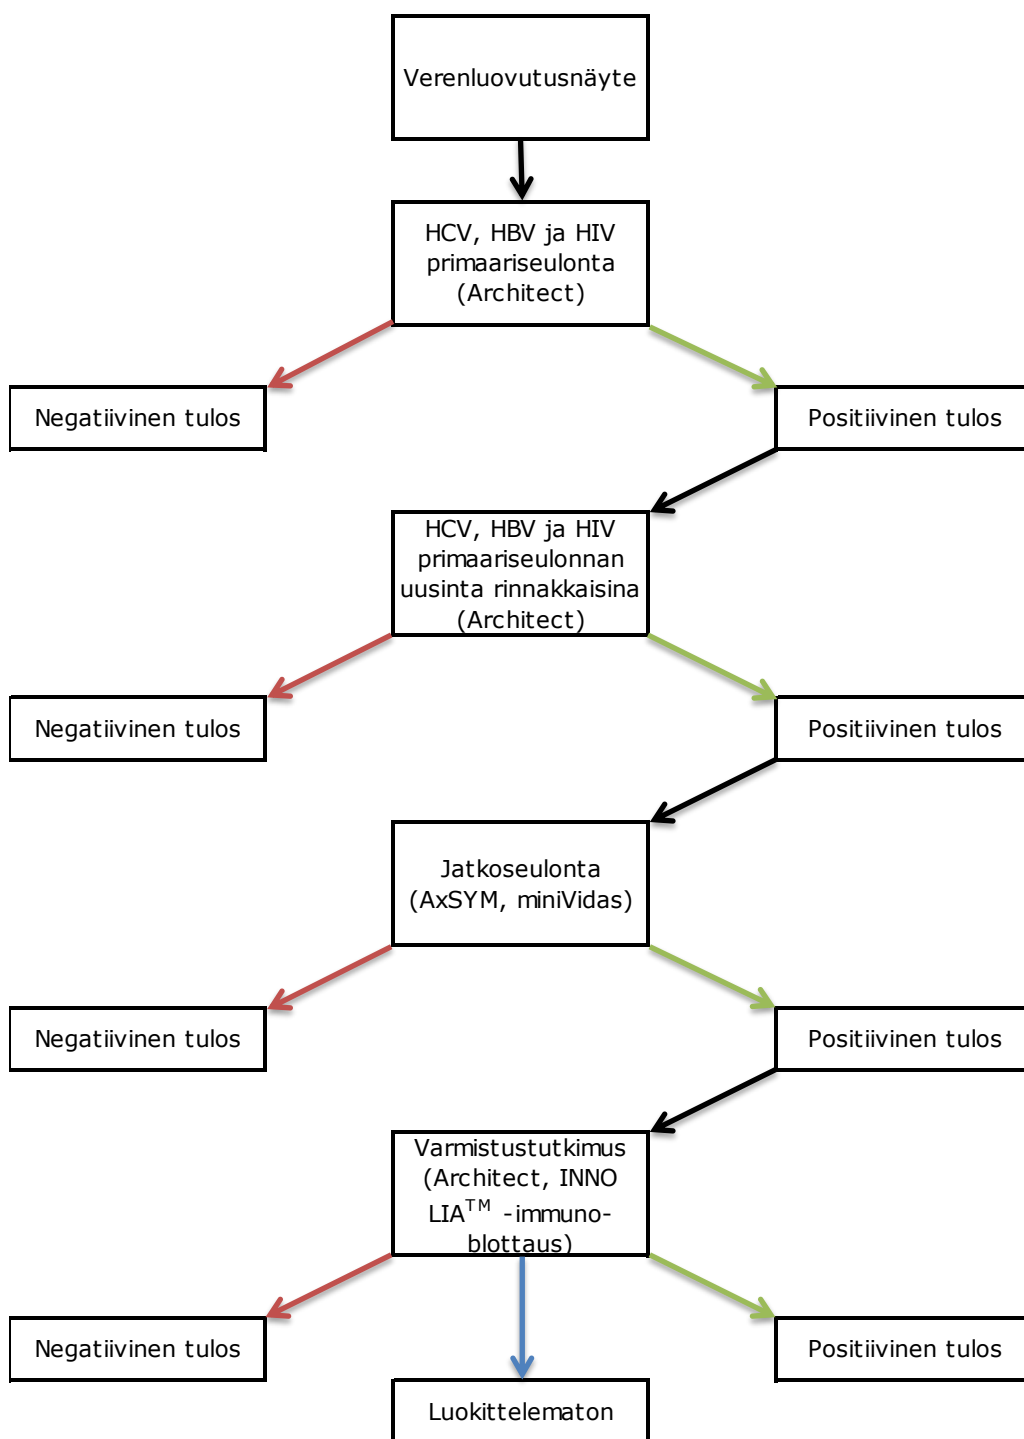 Verenluovutusnäyte
HCV, HBV ja HIV
primaariseulonta
(Architect)
Negatiivinen tulos
Positiivinen tulos
HCV, HBV ja HIV
primaariseulonnan
uusinta rinnakkaisina
(Architect)
Negatiivinen tulos
Positiivinen tulos
Jatkoseulonta
(AxSYM, miniVidas)
Negatiivinen tulos
Positiivinen tulos
Varmistustutkimus
(Architect, INNO
LIA™ -immuno-
blottaus)
Negatiivinen tulos
Positiivinen tulos
Luokittelematon